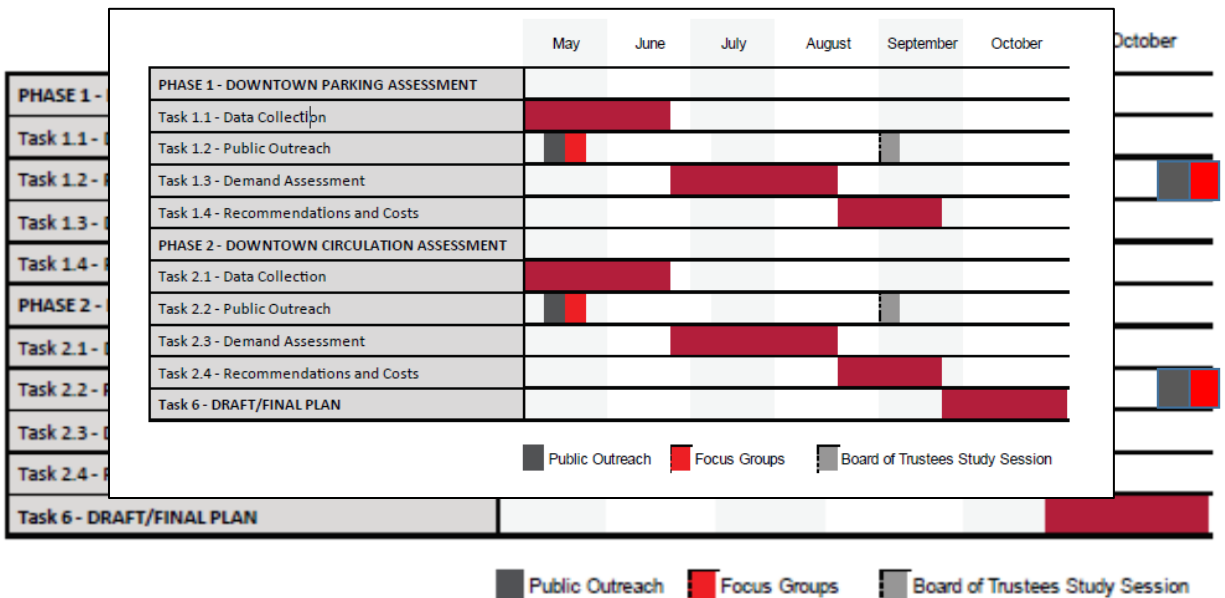 May June July August September October
PHASE 1 - DOWNTOWN PARKING ASSESSMENT
Task 1.1 - Data Collection
Task 1.2 - Public Outreach
Task 1.3 - Demand Assessment
Task 1.4 - Recommendations and Costs
PHASE 2 - DOWNTOWN CIRCULATION ASSESSMENT
Task 2.1 - Data Collection
Task 2.2 - Public Outreach
Task 2.3 - Demand Assessment
Task 2.4 - Recommendations and Costs
Task 6 - DRAFT/FINAL PLAN
Public Outreach Focus Groups Board of Trustees Study Session
October
PHASE 1 -
Task 1.1 -
Task 1.2 -
Task 1.3 -
Task 1.4 -
PHASE 2 -
Task 2.1 -
Task 2.2 -
Task 2.3 -
Task 2.4 -
Task 6 - DRAFT/FINAL PLAN
Public Outreach Focus Groups Board of Trustees Study Session